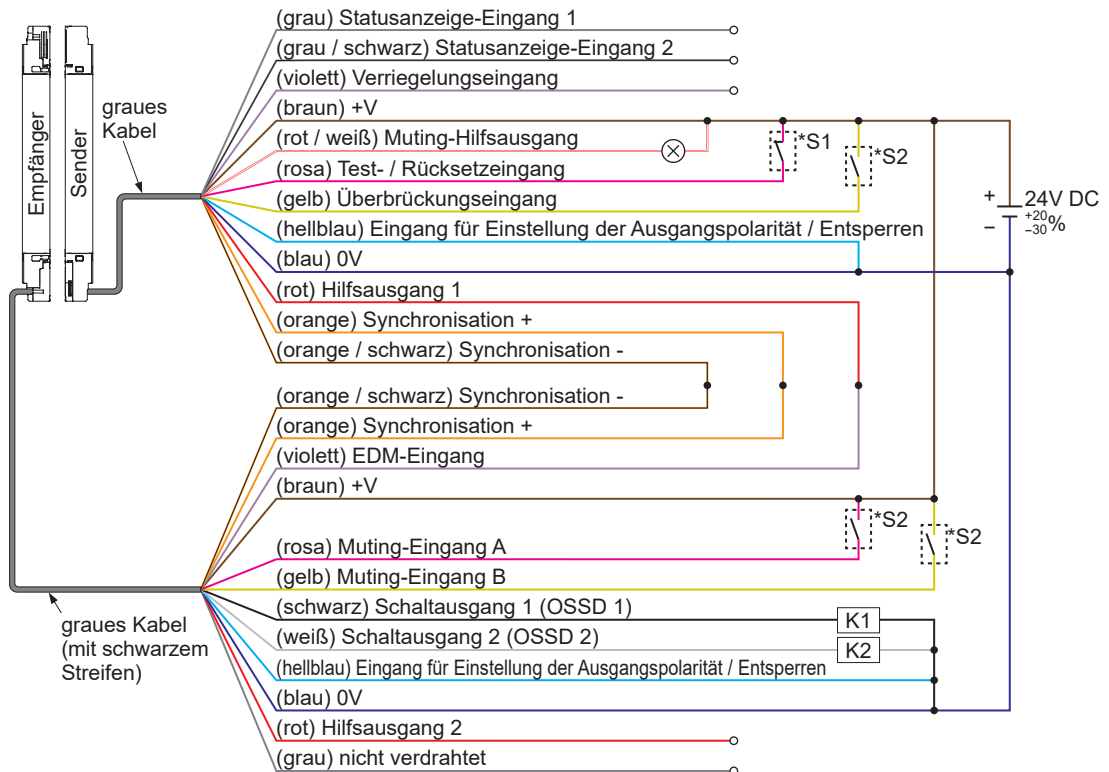 (grau) Statusanzeige-Eingang 1
(grau / schwarz) Statusanzeige-Eingang 2
(violett) Verriegelungseingang
(braun) +V
(rot / weiß) Muting-Hilfsausgang
(rosa) Test- / Rücksetzeingang
(gelb) Überbrückungseingang
(hellblau) Eingang für Einstellung der Ausgangspolarität / Entsperren
(blau) 0V
(rot) Hilfsausgang 1
(orange) Synchronisation +
(orange / schwarz) Synchronisation -
Empfänger
Sender
graues
Kabel
*S1
*S2
+
24V DC
−
+20
−30 %
(orange / schwarz) Synchronisation -
(orange) Synchronisation +
(violett) EDM-Eingang
(braun) +V
*S2
*S2
(rosa) Muting-Eingang A
(gelb) Muting-Eingang B
(schwarz) Schaltausgang 1 (OSSD 1)
K1
(weiß) Schaltausgang 2 (OSSD 2)
K2
(hellblau) Eingang für Einstellung der Ausgangspolarität / Entsperren
(blau) 0V
(rot) Hilfsausgang 2
(grau) nicht verdrahtet
graues Kabel
(mit schwarzem
Streifen)